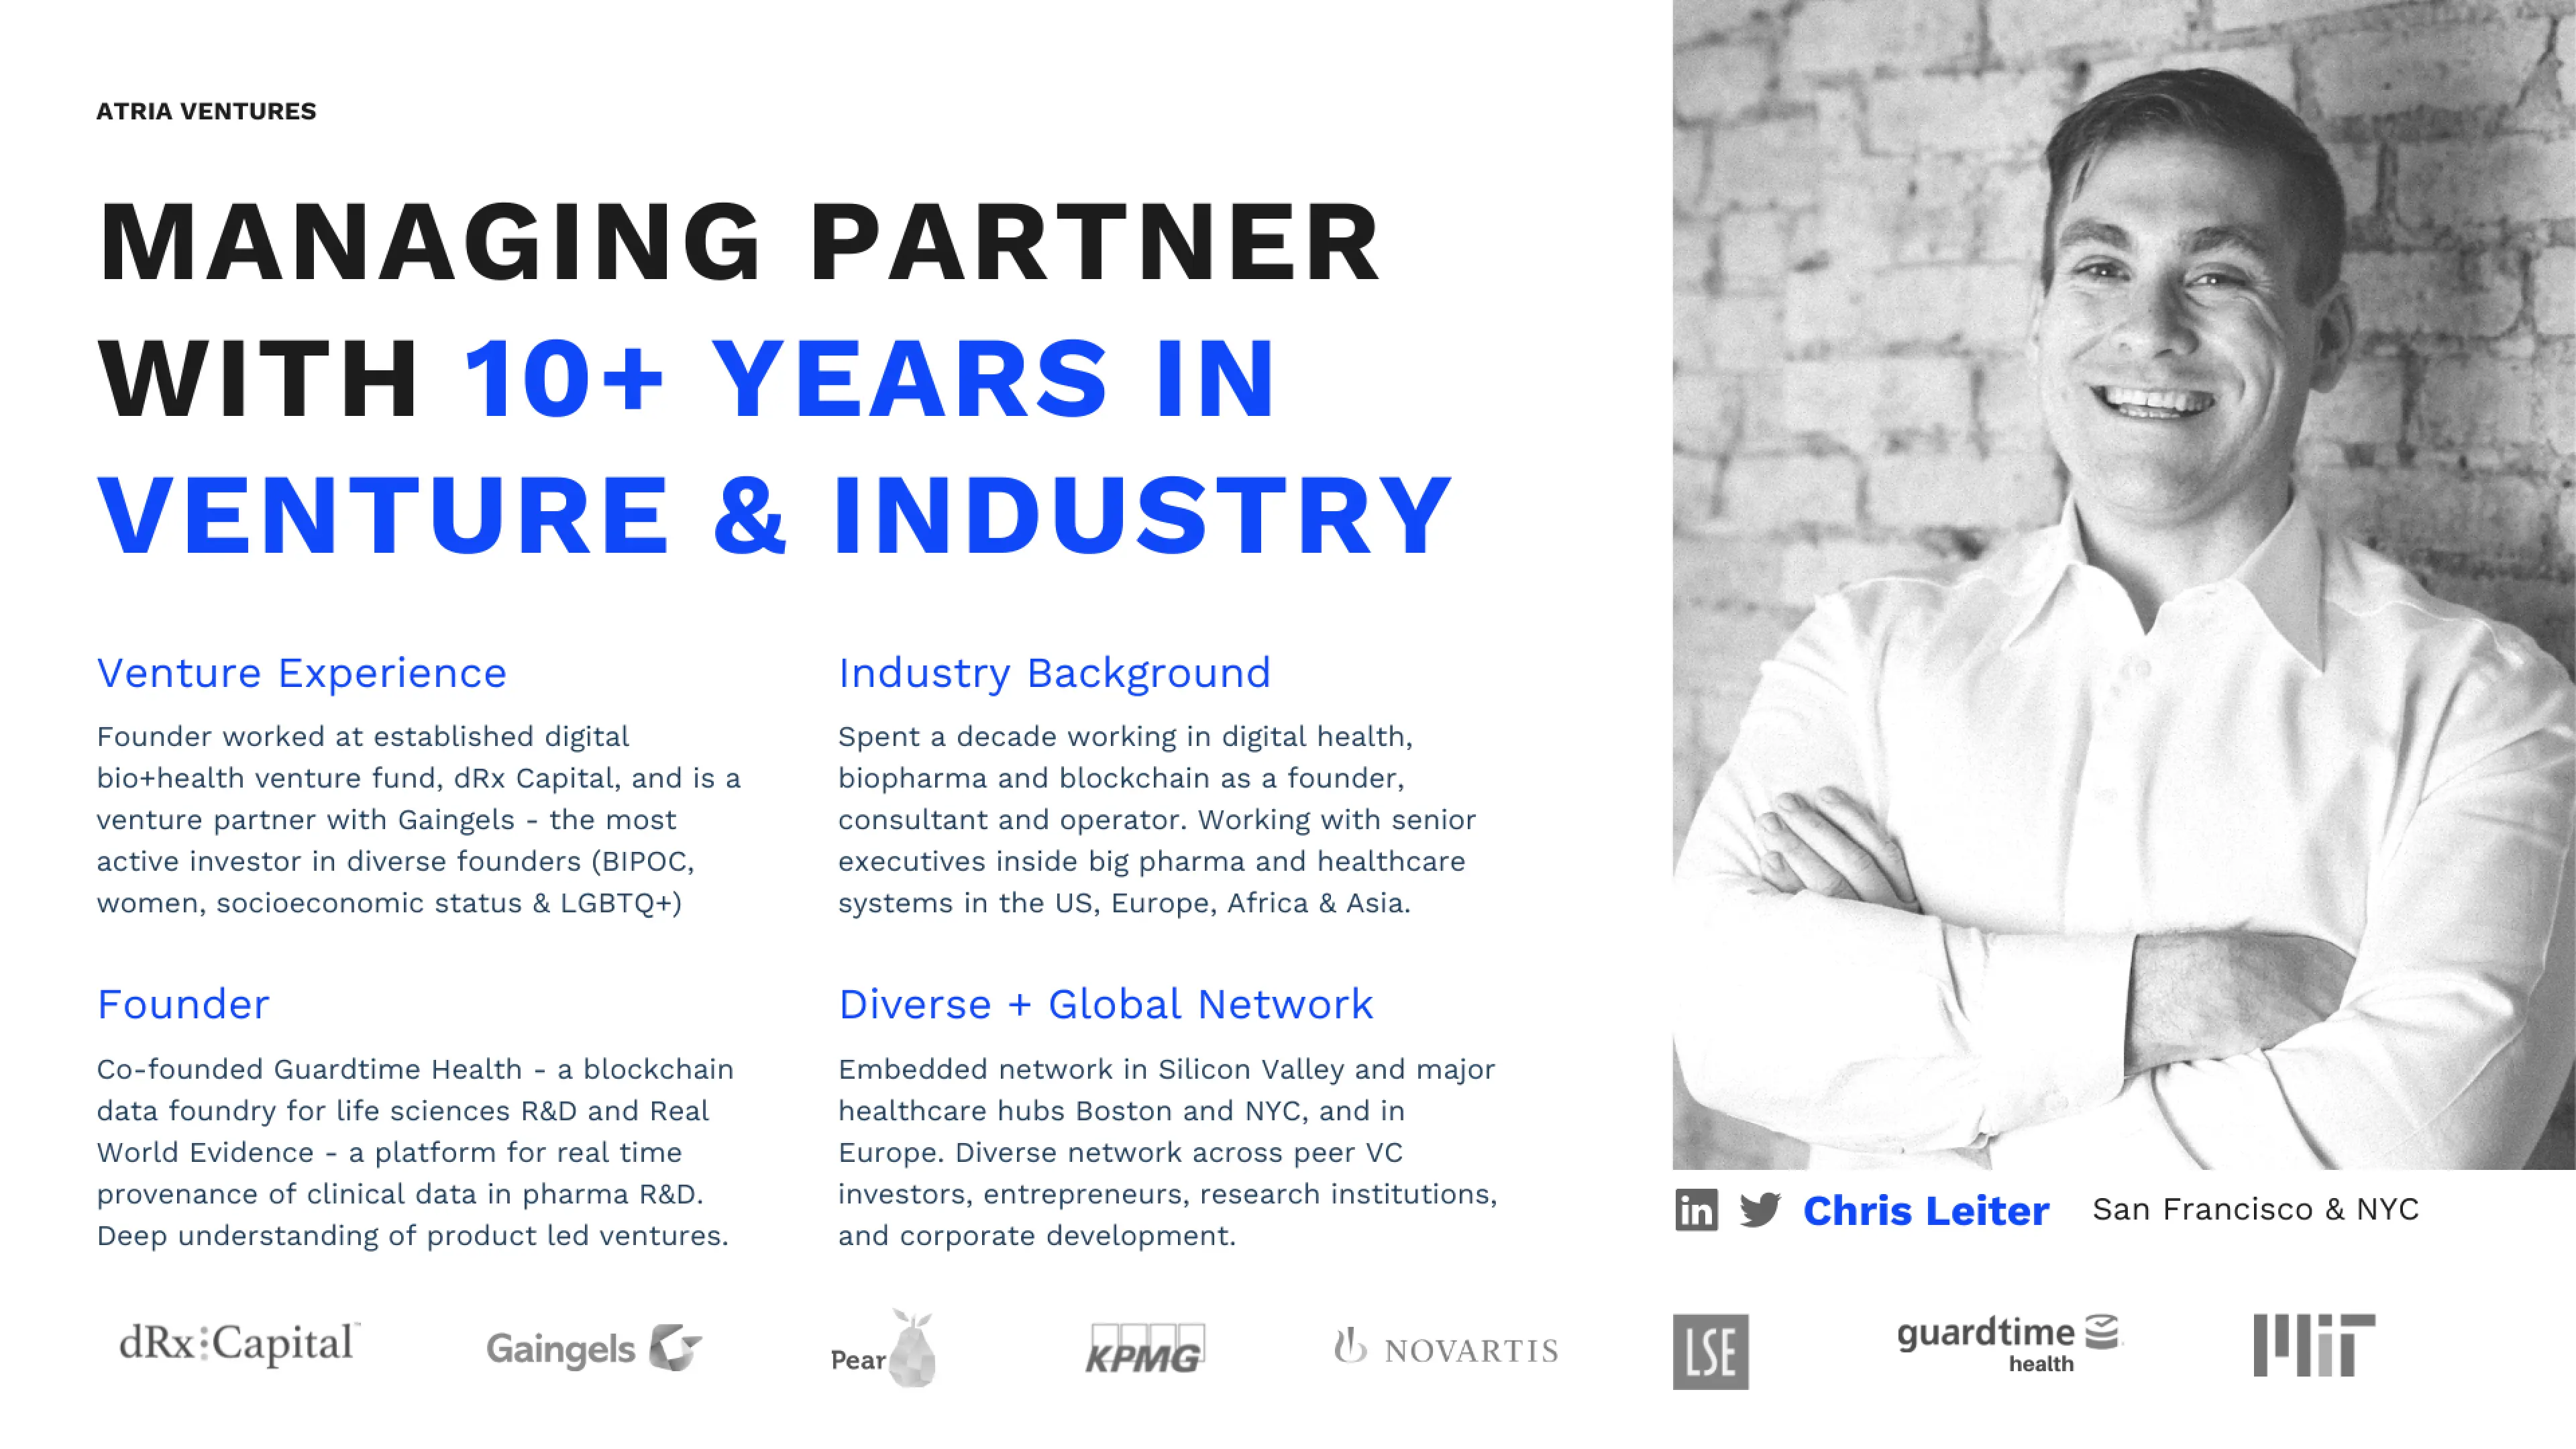 ATRIA VENTURES
MANAGING PARTNER
WITH 10+ YEARS IN
VENTURE & INDUSTRY
Venture Experience
Founder worked at established digital
bio+health venture fund, dRx Capital, and is a
venture partner with Gaingels - the most
active investor in diverse founders (BIPOC,
women, socioeconomic status & LGBTQ+)
Industry Background
Spent a decade working in digital health,
biopharma and blockchain as a founder,
consultant and operator. Working with senior
executives inside big pharma and healthcare
systems in the US, Europe, Africa & Asia.
Founder
Co-founded Guardtime Health - a blockchain
data foundry for life sciences R&D and Real
World Evidence - a platform for real time
provenance of clinical data in pharma R&D.
Deep understanding of product led ventures.
Diverse + Global Network
Embedded network in Silicon Valley and major
healthcare hubs Boston and NYC, and in
Europe. Diverse network across peer VC
investors, entrepreneurs, research institutions,
and corporate development.
in Chris Leiter San Francisco & NYC
dRx:Capital™
Gaingels
Pear
KPMG
NOVARTIS
LSE
guardtime
health
MIT